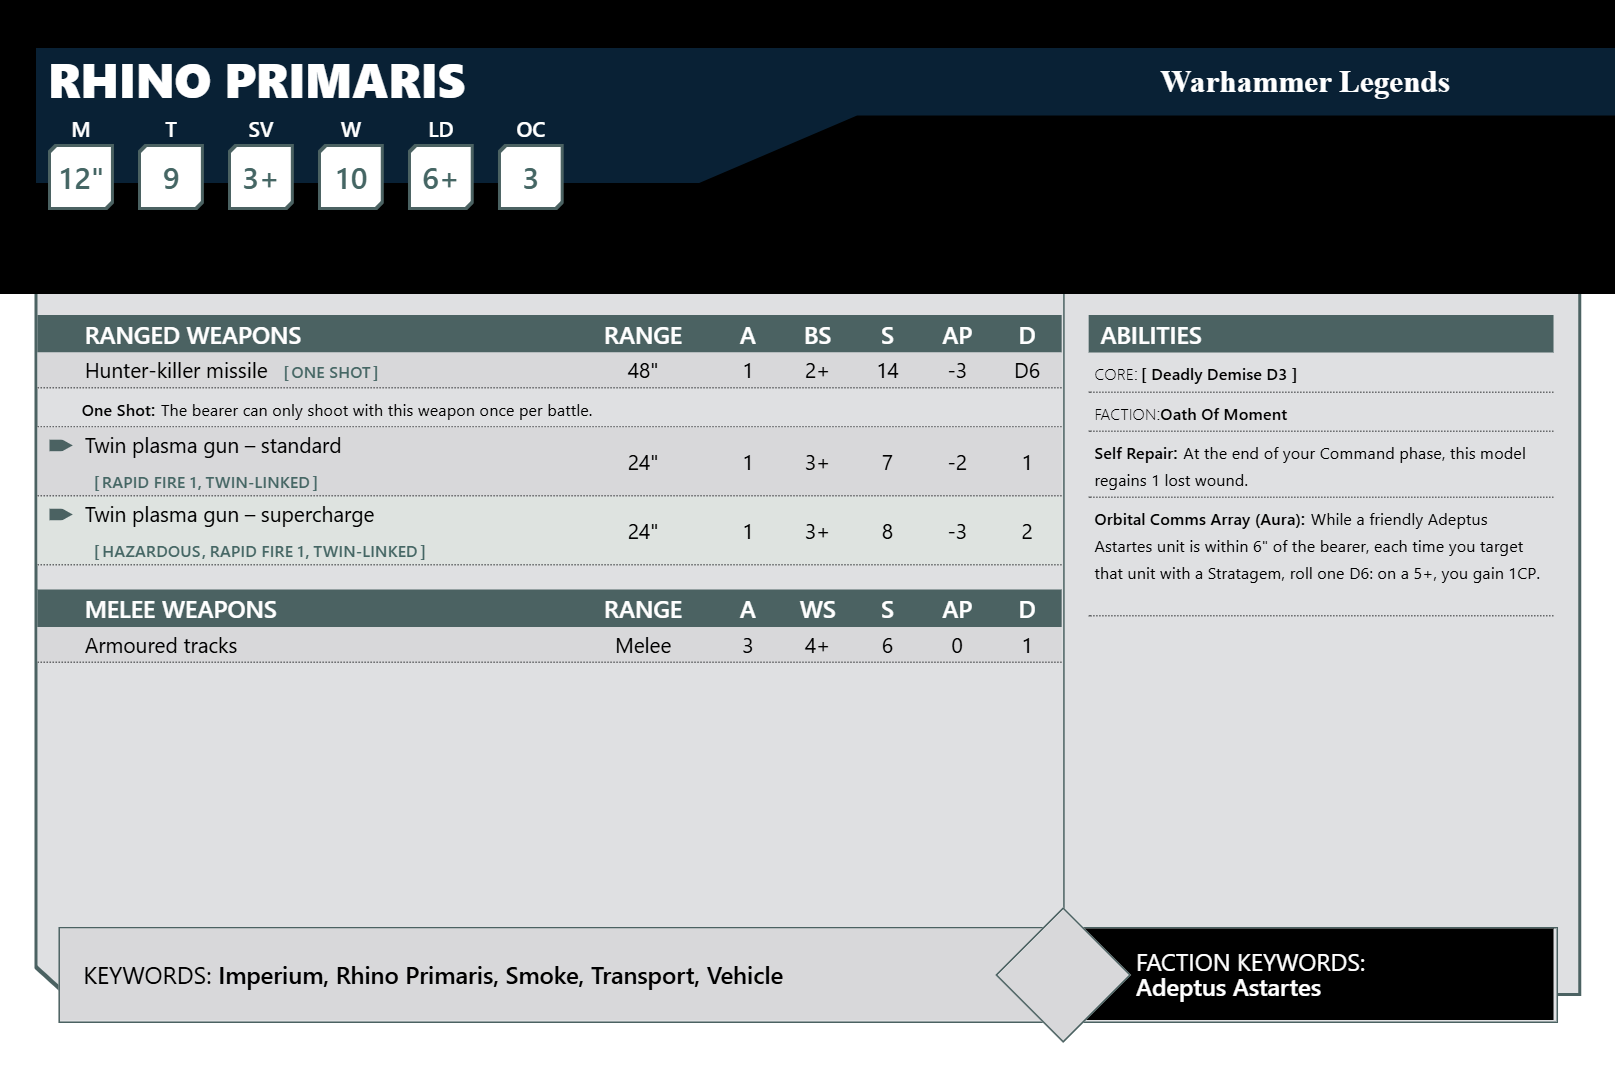 RHINO PRIMARIS
Warhammer Legends
M T SV W LD OC
12" 9 3+ 10 6+ 3
RANGED WEAPONS RANGE A BS S AP D
Hunter-killer missile [ONE SHOT] 48" 1 2+ 14 -3 D6
One Shot: The bearer can only shoot with this weapon once per battle.
Twin plasma gun – standard
[RAPID FIRE 1, TWIN-LINKED] 24" 1 3+ 7 -2 1
Twin plasma gun – supercharge
[HAZARDOUS, RAPID FIRE 1, TWIN-LINKED] 24" 1 3+ 8 -3 2
MELEE WEAPONS RANGE A WS S AP D
Armoured tracks Melee 3 4+ 6 0 1
ABILITIES
CORE: [ Deadly Demise D3 ]
FACTION:Oath Of Moment
Self Repair: At the end of your Command phase, this model
regains 1 lost wound.
Orbital Comms Array (Aura): While a friendly Adeptus
Astartes unit is within 6" of the bearer, each time you target
that unit with a Stratagem, roll one D6: on a 5+, you gain 1CP.
KEYWORDS: Imperium, Rhino Primaris, Smoke, Transport, Vehicle
FACTION KEYWORDS:
Adeptus Astartes